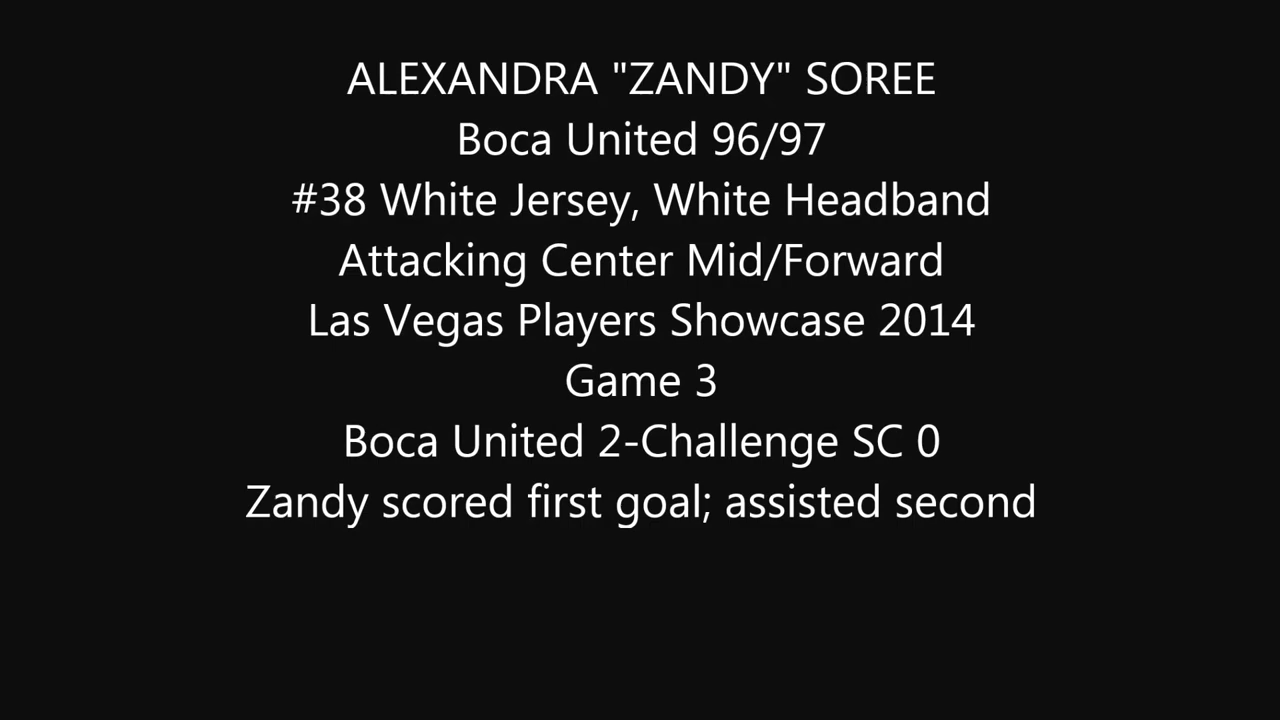 ALEXANDRA "ZANDY" SOREE
Boca United 96/97
#38 White Jersey, White Headband
Attacking Center Mid/Forward
Las Vegas Players Showcase 2014
Game 3
Boca United 2-Challenge SC 0
Zandy scored first goal; assisted second